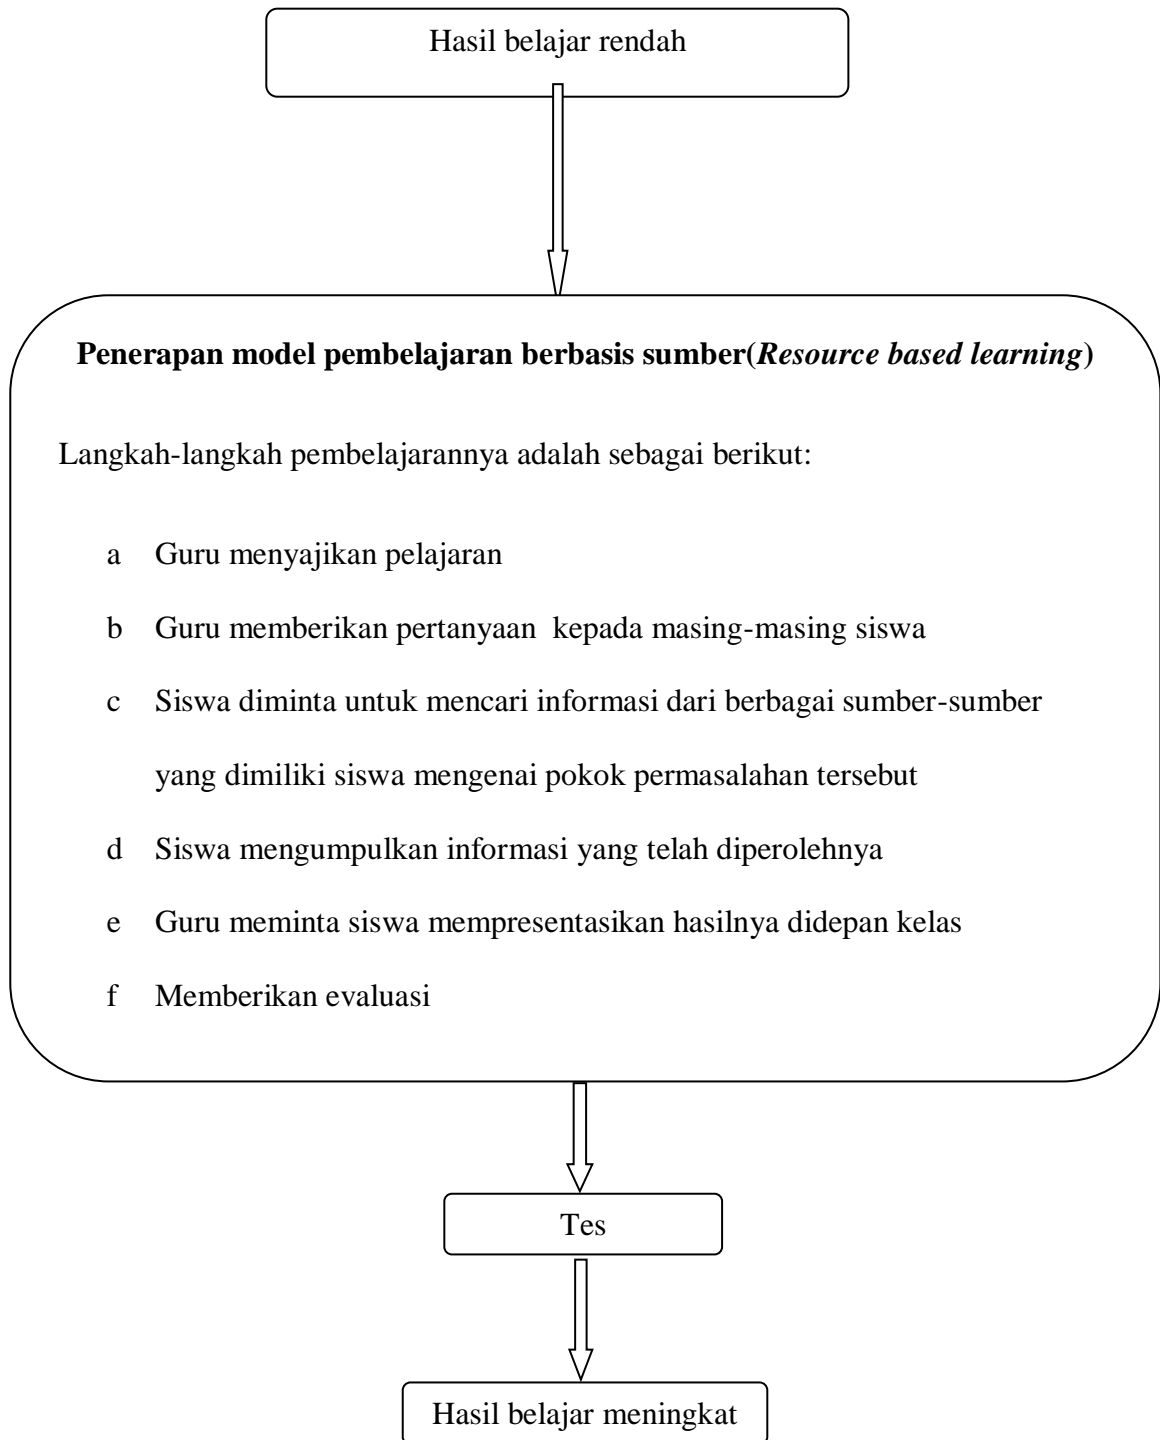 Hasil belajar rendah
Penerapan model pembelajaran berbasis sumber(Resource based learning)
Langkah-langkah pembelajarannya adalah sebagai berikut:
a Guru menyajikan pelajaran
b Guru memberikan pertanyaan  kepada masing-masing siswa
c Siswa diminta untuk mencari informasi dari berbagai sumber-sumber
yang dimiliki siswa mengenai pokok permasalahan tersebut
d Siswa mengumpulkan informasi yang telah diperolehnya
e Guru meminta siswa mempresentasikan hasilnya didepan kelas
f Memberikan evaluasi
Tes
Hasil belajar meningkat